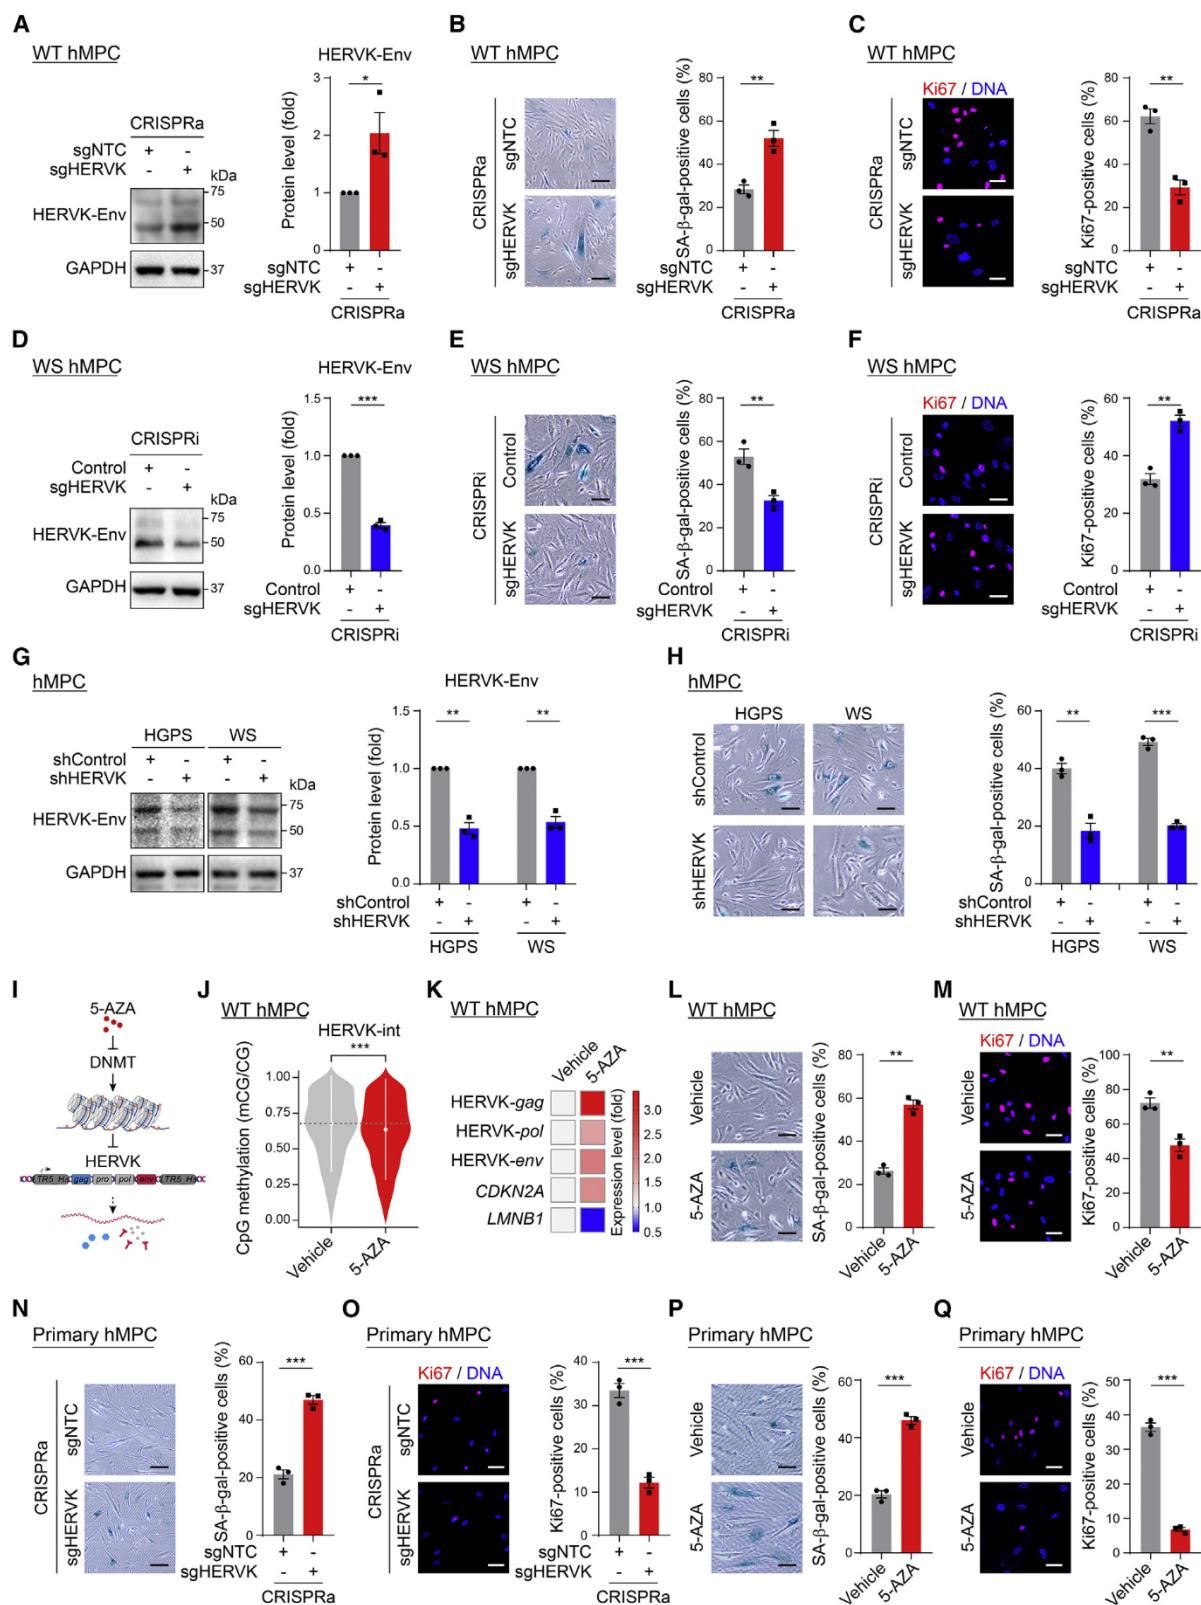 A
WT hMPC
HERVK-Env
CRISPRa
sgNTC + -
sgHERVK - +
kDa
HERVK-Env
75
50
GAPDH
37
Protein level (fold)
3
2
1
0
*
sgNTC + -
sgHERVK - +
CRISPRa
B
WT hMPC
CRISPRa
sgNTC
sgHERVK
SA-β-gal-positive cells (%)
80
60
40
20
0
**
sgNTC + -
sgHERVK - +
CRISPRa
C
WT hMPC
Ki67 / DNA
CRISPRa
sgNTC
sgHERVK
Ki67-positive cells (%)
80
60
40
20
0
**
sgNTC + -
sgHERVK - +
CRISPRa
D
WS hMPC
HERVK-Env
CRISPRi
Control + -
sgHERVK - +
kDa
HERVK-Env
75
50
GAPDH
37
Protein level (fold)
1.5
1.0
0.5
0
***
Control + -
sgHERVK - +
CRISPRi
E
WS hMPC
CRISPRi
Control
sgHERVK
SA-β-gal-positive cells (%)
80
60
40
20
0
**
Control + -
sgHERVK - +
CRISPRi
F
WS hMPC
Ki67 / DNA
CRISPRi
Control
sgHERVK
Ki67-positive cells (%)
60
40
20
0
**
Control + -
sgHERVK - +
CRISPRi
G
hMPC
HGPS WS
shControl + - + -
shHERVK - + - +
kDa
HERVK-Env
75
50
GAPDH
37
HERVK-Env
Protein level (fold)
1.5
1.0
0.5
0.0
** **
shControl + - + -
shHERVK - + - +
HGPS WS
H
hMPC
HGPS WS
shControl
shHERVK
SA-β-gal-positive cells (%)
60
40
20
0
** ***
shControl + - + -
shHERVK - + - +
HGPS WS
I
5-AZA
DNMT
HERVK
gag pro pol env
J
WT hMPC
HERVK-int
***
CpG methylation (mCG/CG)
1.00
0.75
0.50
0.25
0.00
Vehicle
5-AZA
K
WT hMPC
Vehicle
5-AZA
HERVK-gag
HERVK-pol
HERVK-env
CDKN2A
LMNB1
Expression level (fold)
3.0
2.5
2.0
1.5
1.0
0.5
L
WT hMPC
Vehicle
5-AZA
SA-β-gal-positive cells (%)
80
60
40
20
0
**
Vehicle
5-AZA
M
WT hMPC
Ki67 / DNA
Vehicle
5-AZA
Ki67-positive cells (%)
100
80
60
40
20
0
**
Vehicle
5-AZA
N
Primary hMPC
CRISPRa
sgNTC
sgHERVK
SA-β-gal-positive cells (%)
60
40
20
0
***
sgNTC + -
sgHERVK - +
CRISPRa
O
Primary hMPC
Ki67 / DNA
CRISPRa
sgNTC
sgHERVK
Ki67-positive cells (%)
40
30
20
10
0
***
sgNTC + -
sgHERVK - +
CRISPRa
P
Primary hMPC
Vehicle
5-AZA
SA-β-gal-positive cells (%)
60
40
20
0
***
Vehicle
5-AZA
Q
Primary hMPC
Ki67 / DNA
Vehicle
5-AZA
Ki67-positive cells (%)
50
40
30
20
10
0
***
Vehicle
5-AZA